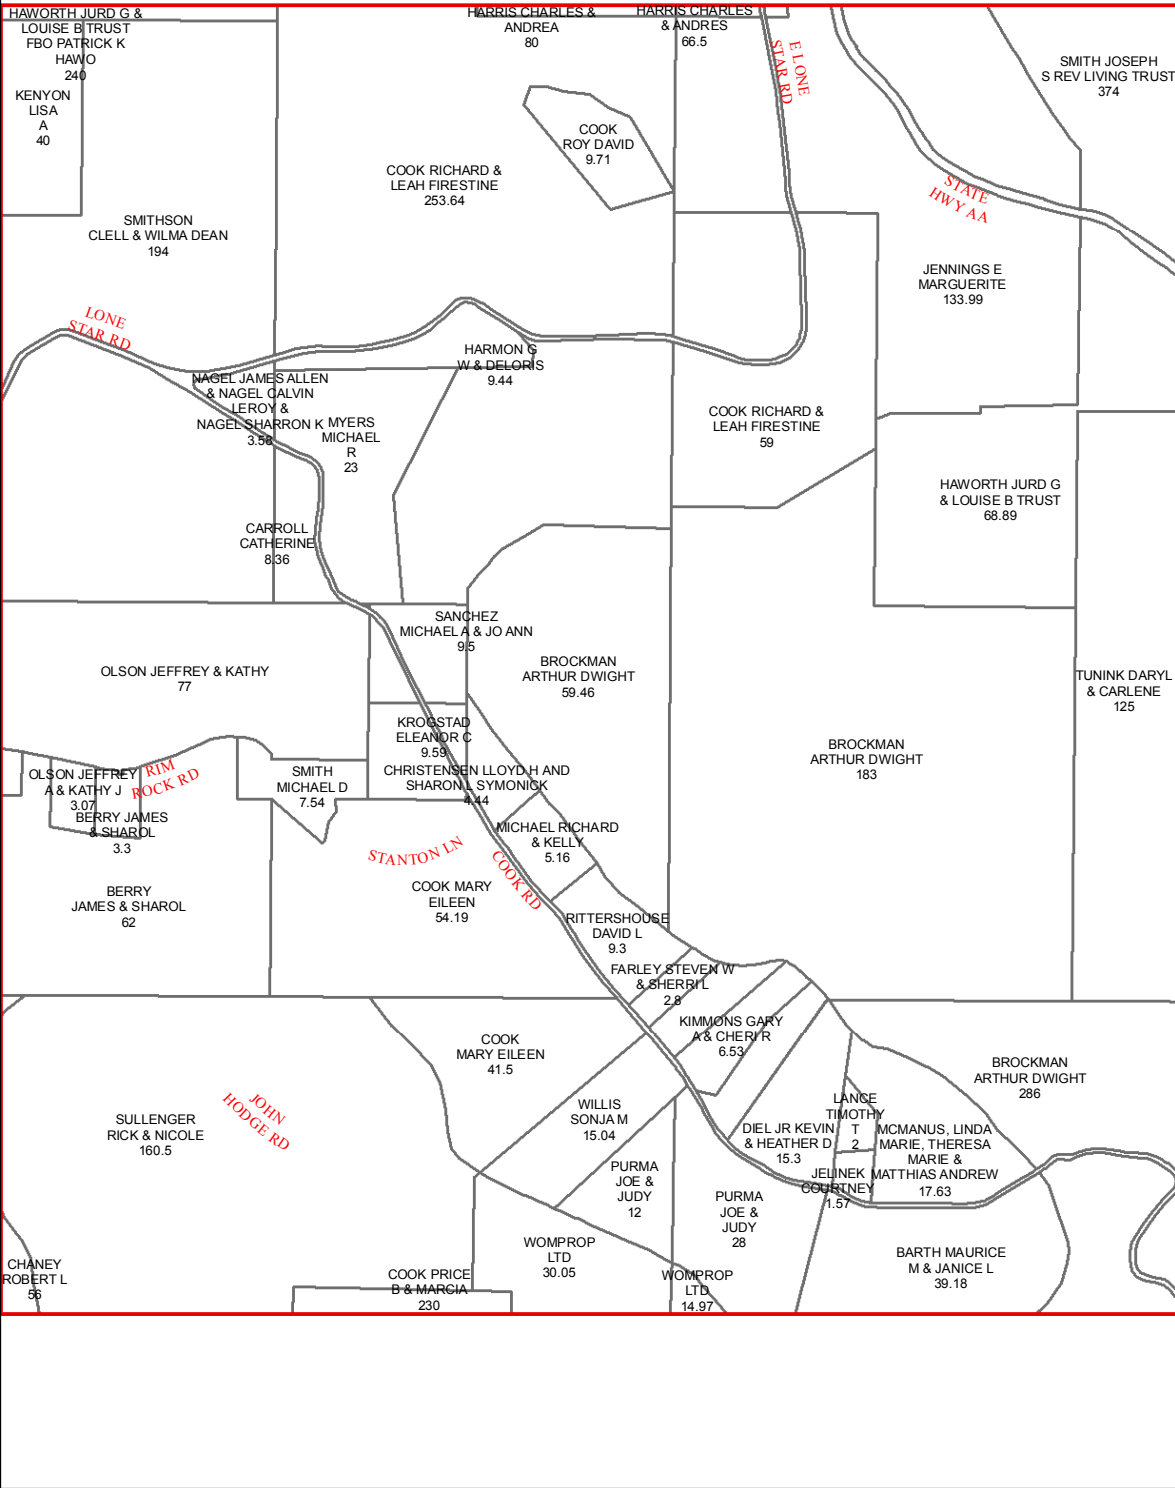 HAWORTH JURD G &
LOUISE B TRUST
FBO PATRICK K
HAWO
240
HARRIS CHARLES &
ANDREA
80
HARRIS CHARLES
& ANDRES
66.5
E LONE
STAR RD
SMITH JOSEPH
S REV LIVING TRUST
374
KENYON
LISA
A
40
COOK
ROY DAVID
9.71
COOK RICHARD &
LEAH FIRESTINE
253.64
STATE
HWY AA
SMITHSON
CLELL & WILMA DEAN
194
JENNINGS E
MARGUERITE
133.99
LONE
STAR RD
HARMON G
W & DELORIS
9.44
NAGEL JAMES ALLEN
& NAGEL CALVIN
LEROY &
NAGEL SHARRON K
3.58
MYERS
MICHAEL
R
23
COOK RICHARD &
LEAH FIRESTINE
59
HAWORTH JURD G
& LOUISE B TRUST
68.89
CARROLL
CATHERINE
8.36
SANCHEZ
MICHAEL A & JO ANN
9.5
OLSON JEFFREY & KATHY
77
BROCKMAN
ARTHUR DWIGHT
59.46
TUNINK DARYL
& CARLENE
125
KROGSTAD
ELEANOR C
9.59
BROCKMAN
ARTHUR DWIGHT
183
OLSON JEFFREY
A & KATHY J
3.07
RIM
ROCK RD
SMITH
MICHAEL D
7.54
CHRISTENSEN LLOYD H AND
SHARON L SYMONICK
4.44
BERRY JAMES
& SHAROL
3.3
MICHAEL RICHARD
& KELLY
5.16
STANTON LN
COOK RD
BERRY
JAMES & SHAROL
62
COOK MARY
EILEEN
54.19
RITTERSHOUSE
DAVID L
9.3
FARLEY STEVEN W
& SHERRI L
2.8
KIMMONS GARY
A & CHERI R
6.53
COOK
MARY EILEEN
41.5
BROCKMAN
ARTHUR DWIGHT
286
JOHN
HODGE RD
SULLENGER
RICK & NICOLE
160.5
WILLIS
SONJA M
15.04
LANCE
TIMOTHY
T
2
DIEL JR KEVIN
& HEATHER D
15.3
MCMANUS, LINDA
MARIE, THERESA
MARIE &
MATTHIAS ANDREW
17.63
PURMA
JOE &
JUDY
12
JELINEK
COURTNEY
1.57
PURMA
JOE &
JUDY
28
WOMPROP
LTD
30.05
BARTH MAURICE
M & JANICE L
39.18
CHANEY
ROBERT L
56
COOK PRICE
B & MARCIA
230
WOMPROP
LTD
14.97